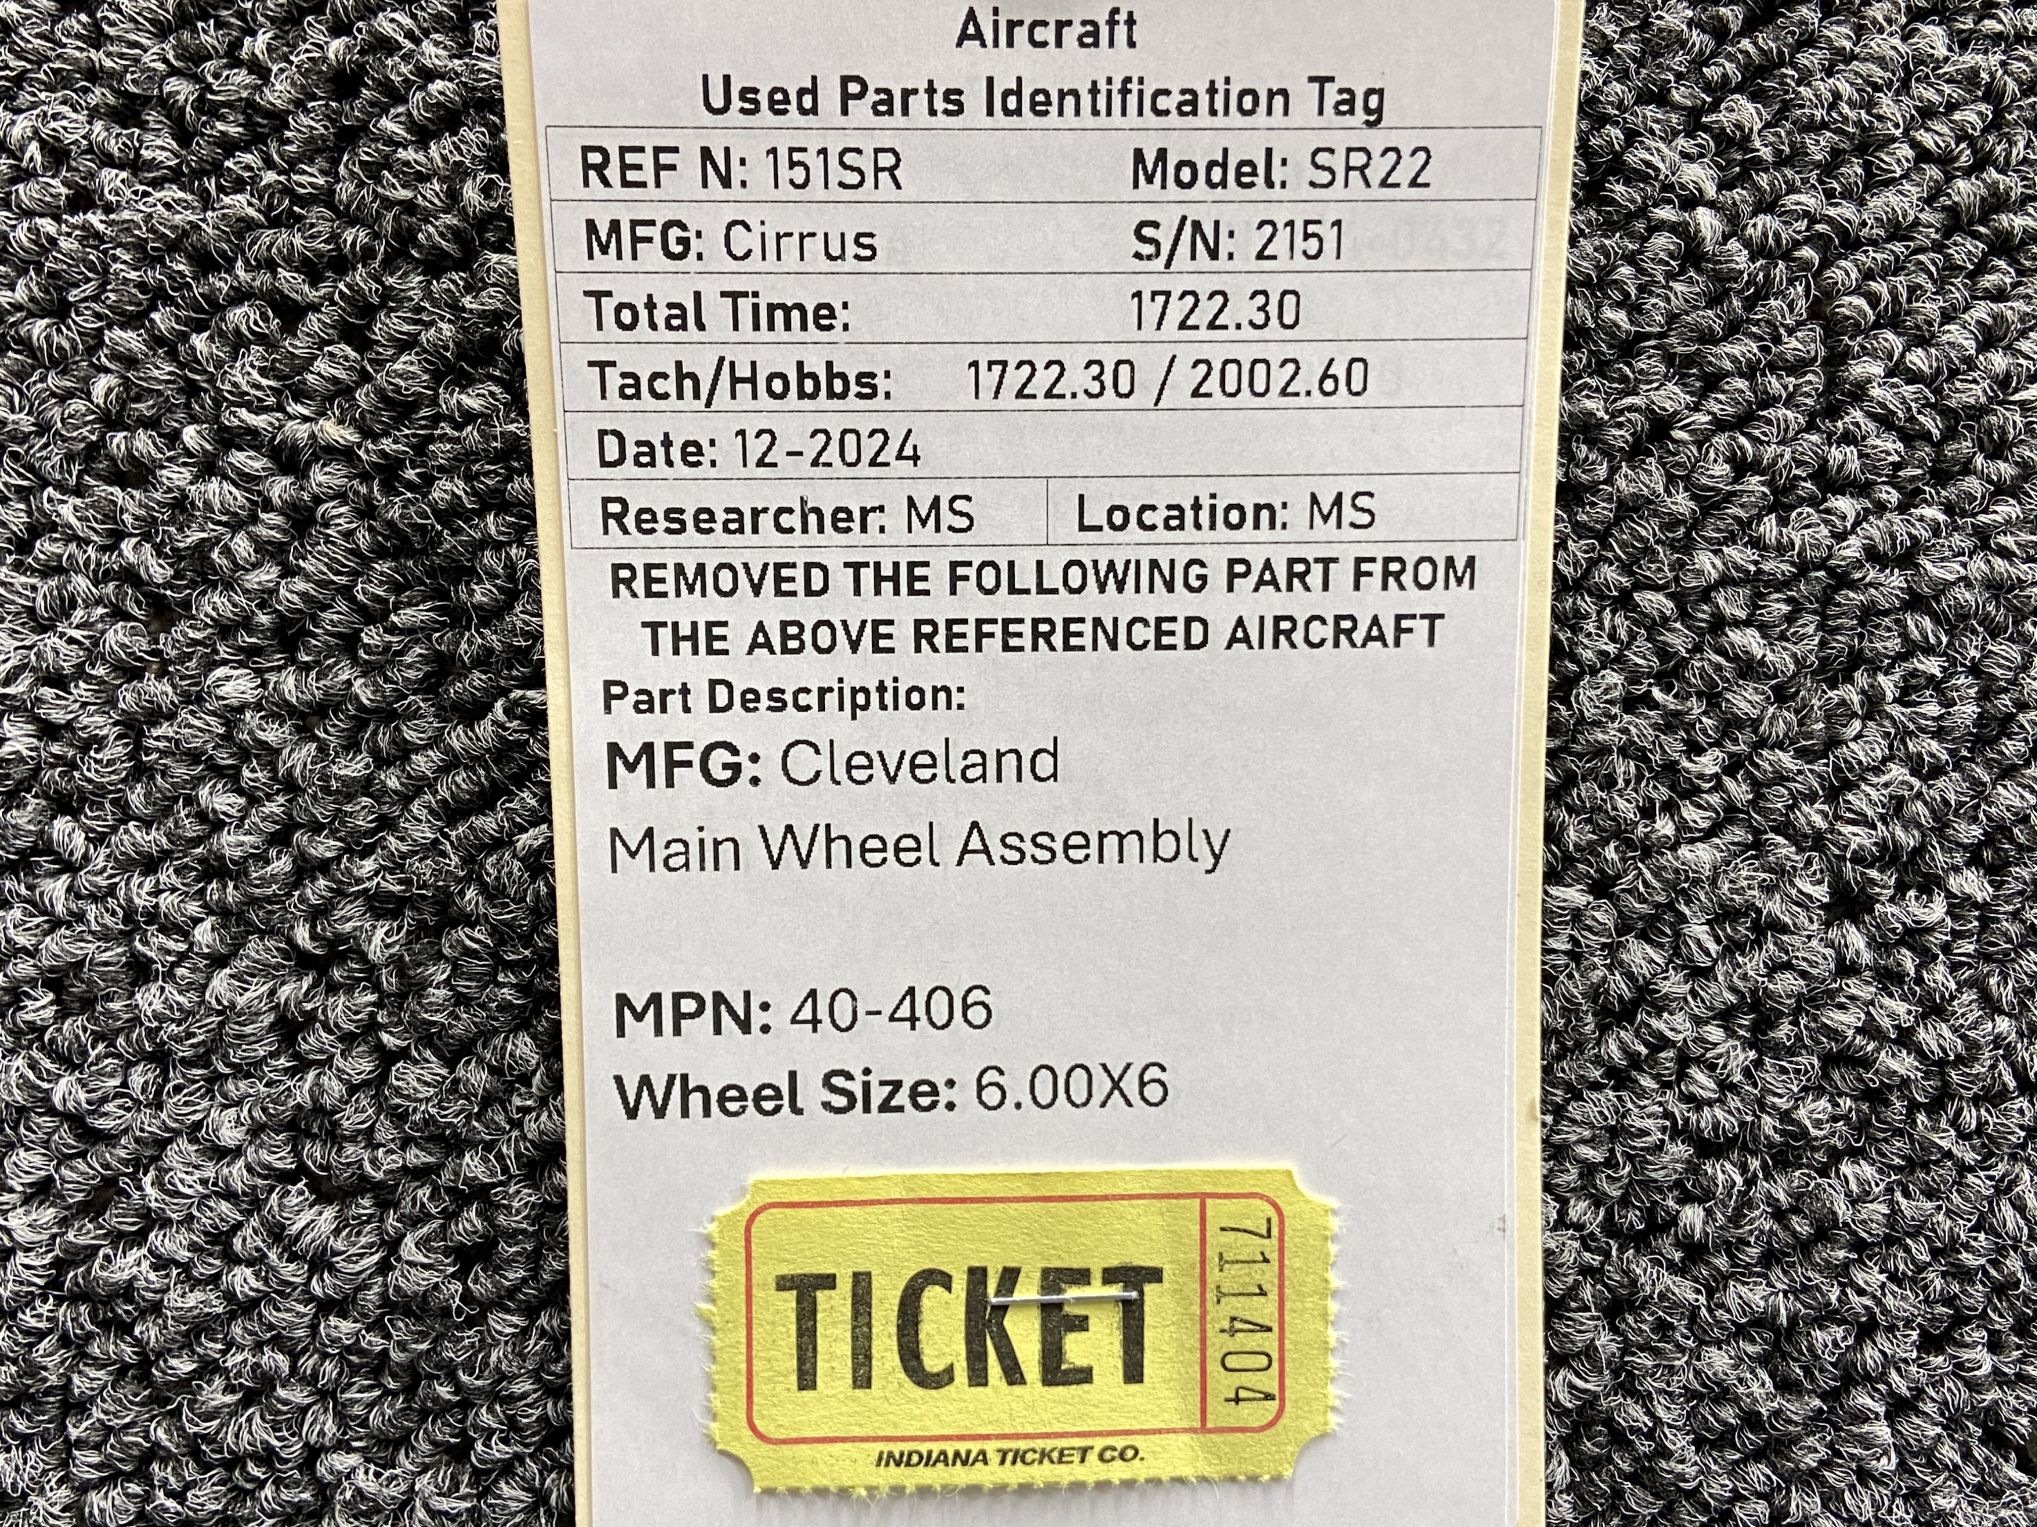 Aircraft
Used Parts Identification Tag
REF N: 151SR Model: SR22
MFG: Cirrus S/N: 2151
Total Time: 1722.30
Tach/Hobbs: 1722.30 / 2002.60
Date: 12-2024
Researcher: MS Location: MS
REMOVED THE FOLLOWING PART FROM
THE ABOVE REFERENCED AIRCRAFT
Part Description:
MFG: Cleveland
Main Wheel Assembly
MPN: 40-406
Wheel Size: 6.00X6
TICKET
711404
INDIANA TICKET CO.